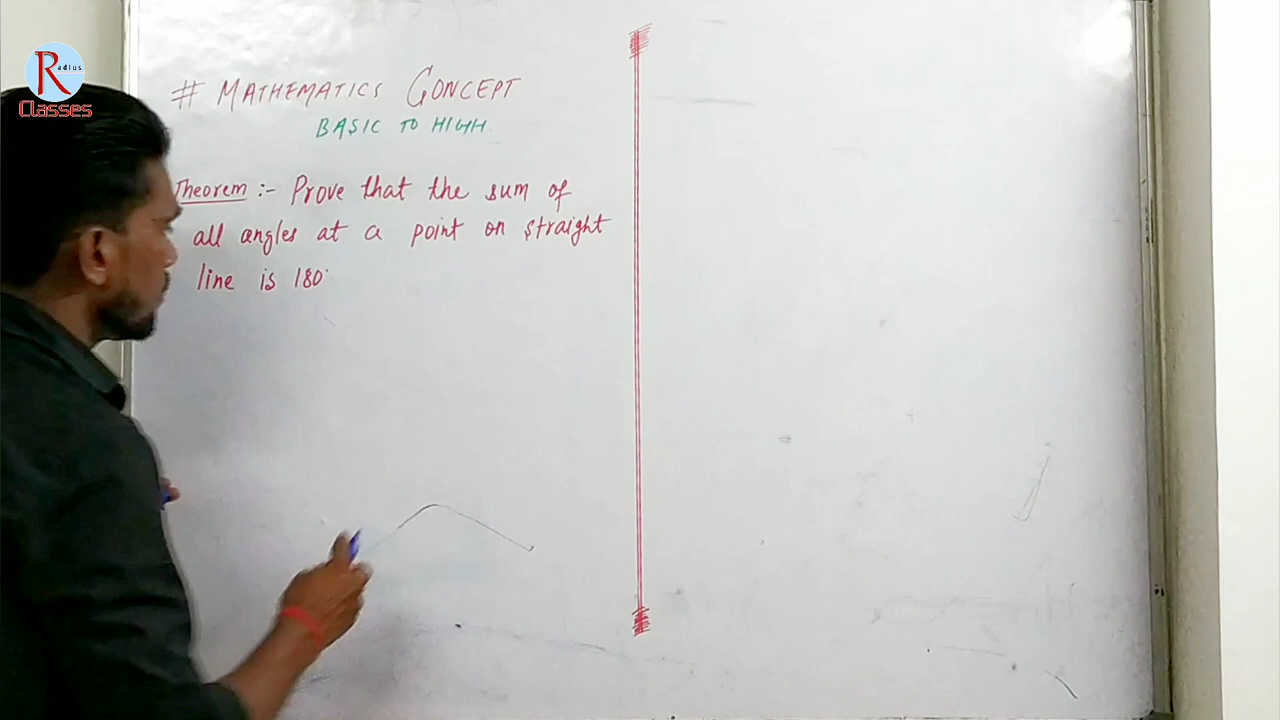 Radius
Classes
# MATHEMATICS CONCEPT
BASIC TO HIGH
Theorem :- Prove that the sum of
all angles at a point on straight
line is 180°